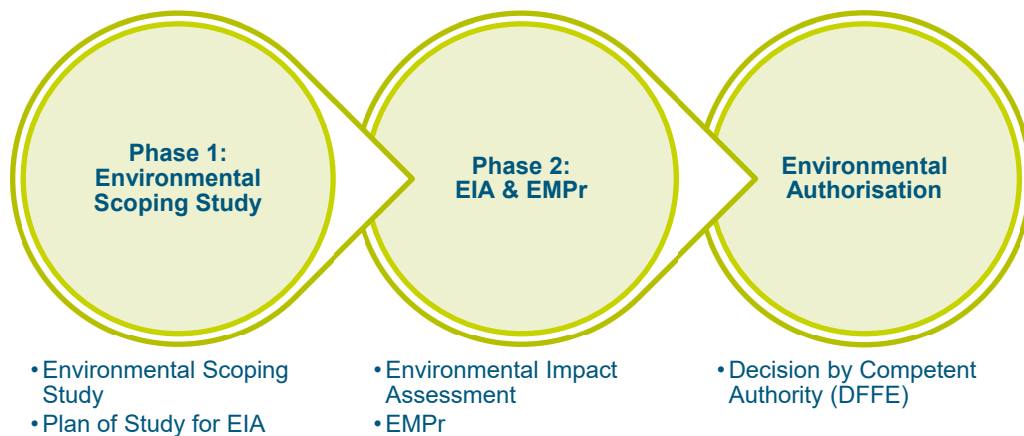 Phase 1:
Environmental
Scoping Study
Phase 2:
EIA & EMPr
Environmental
Authorisation
• Environmental Scoping
Study
• Plan of Study for EIA
• Environmental Impact
Assessment
• EMPr
• Decision by Competent
Authority (DFFE)